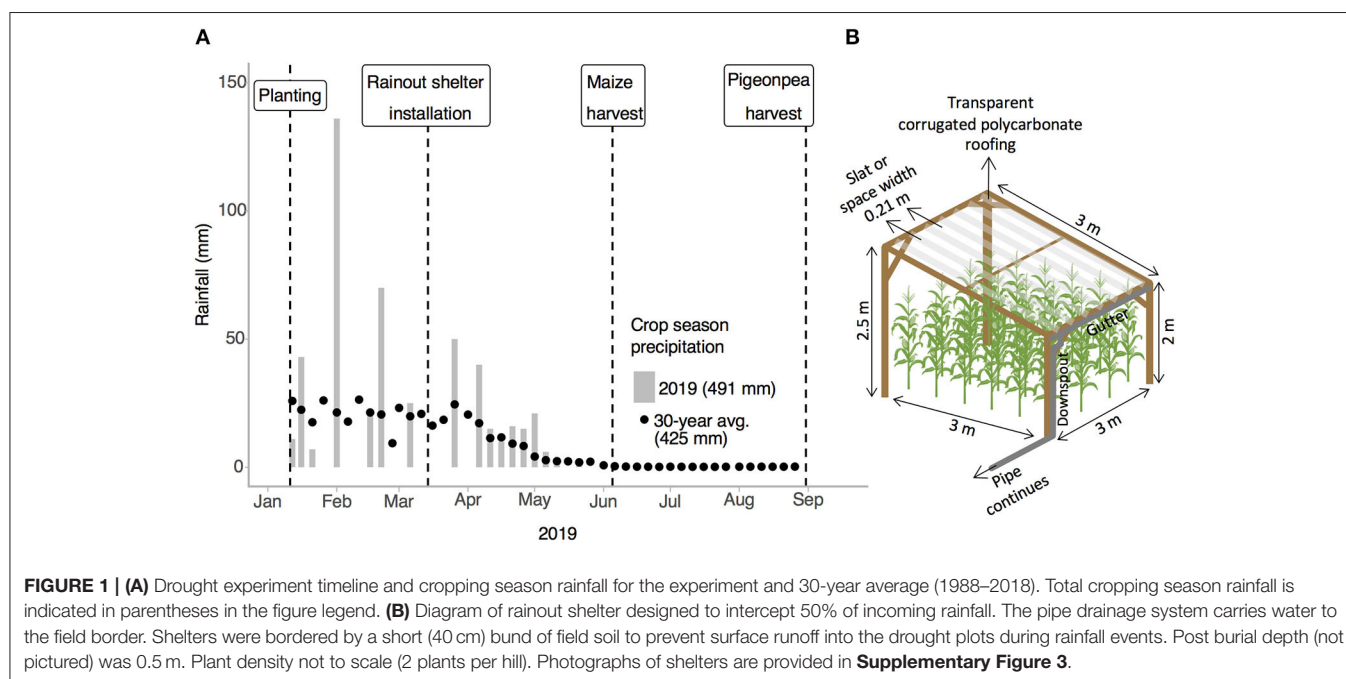 A
B
150
100
50
0
Rainfall (mm)
Planting
Rainout shelter
installation
Maize
harvest
Pigeonpea
harvest
Crop season
precipitation
2019 (491 mm)
30-year avg.
(425 mm)
Jan Feb Mar Apr May Jun Jul Aug Sep
2019
Transparent
corrugated polycarbonate
roofing
Slat or
space width
0.21 m
3 m
2.5 m
Gutter
2 m
Downspout
3 m
3 m
Pipe
continues
FIGURE 1 | (A) Drought experiment timeline and cropping season rainfall for the experiment and 30-year average (1988–2018). Total cropping season rainfall is
indicated in parentheses in the figure legend. (B) Diagram of rainout shelter designed to intercept 50% of incoming rainfall. The pipe drainage system carries water to
the field border. Shelters were bordered by a short (40 cm) bund of field soil to prevent surface runoff into the drought plots during rainfall events. Post burial depth (not
pictured) was 0.5 m. Plant density not to scale (2 plants per hill). Photographs of shelters are provided in Supplementary Figure 3.